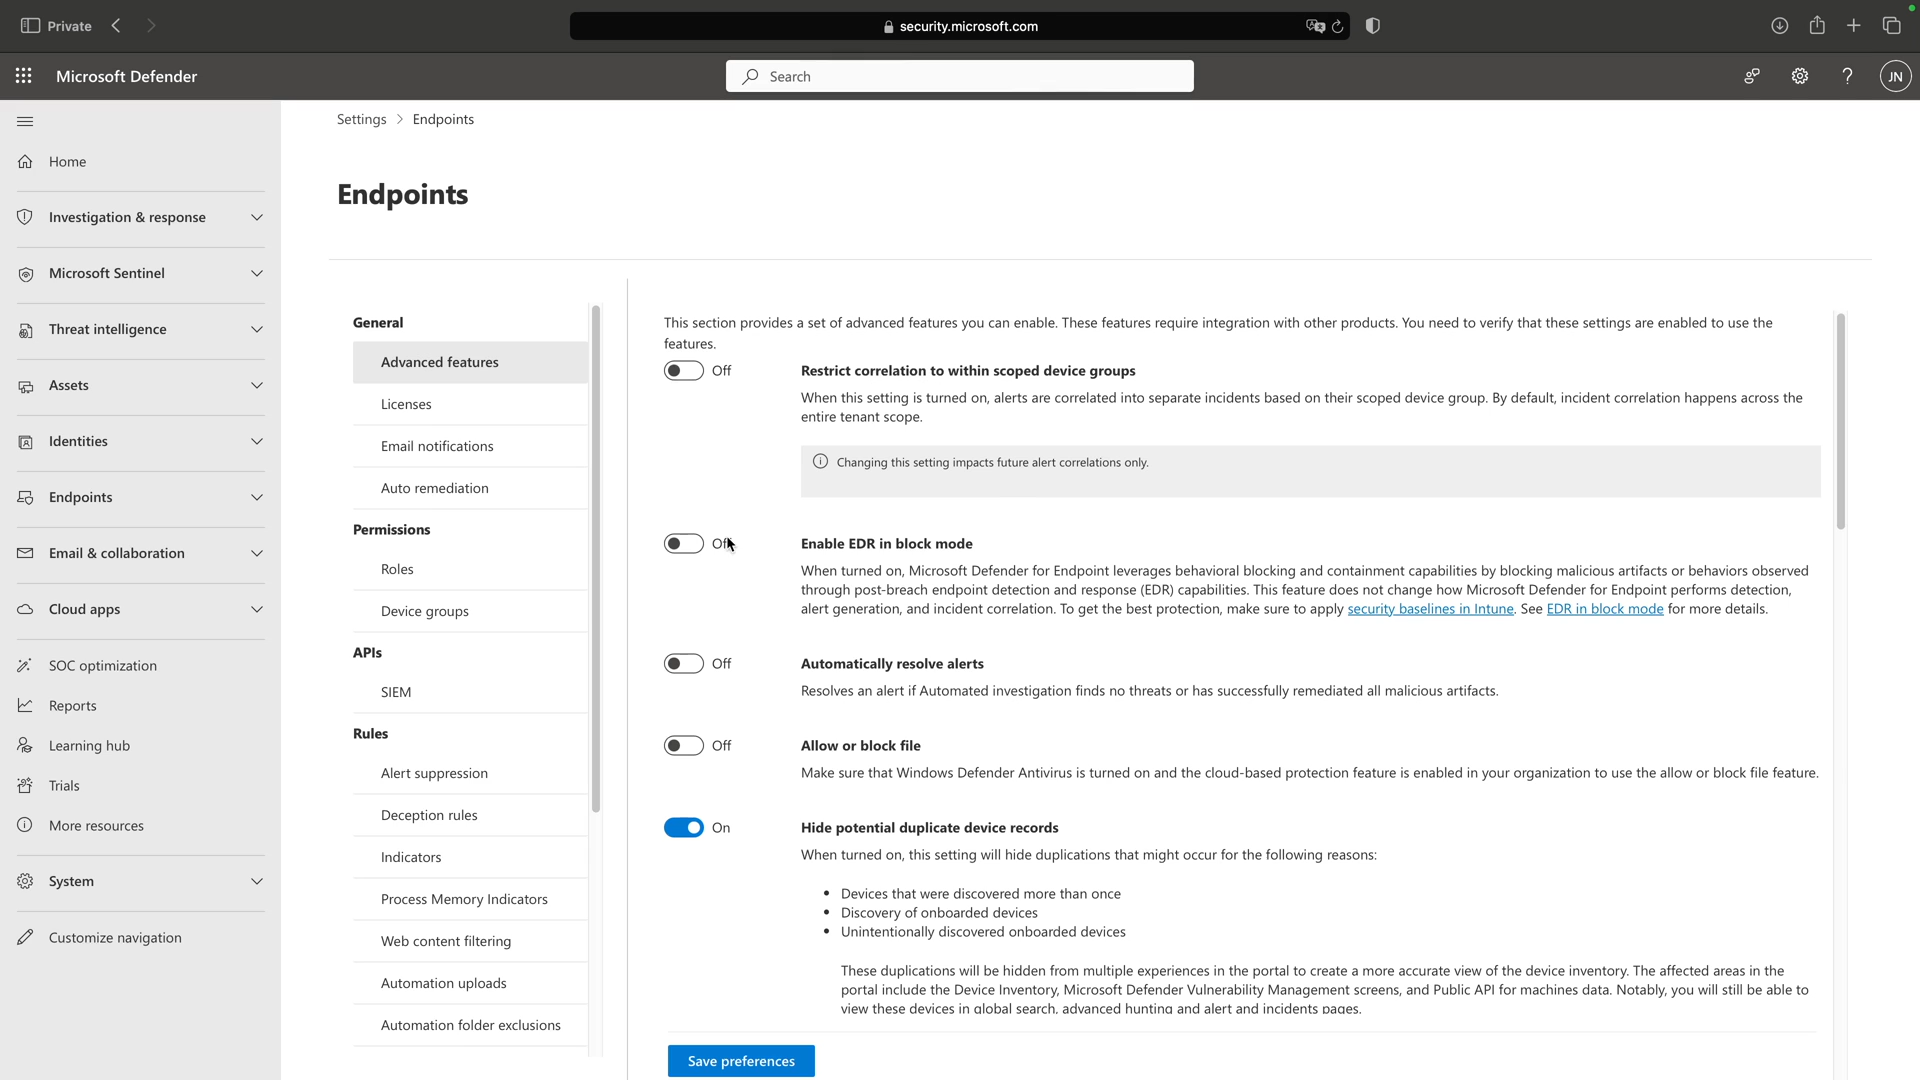 Private
security.microsoft.com
Microsoft Defender
Search
JN
Settings > Endpoints
Home
Investigation & response
Microsoft Sentinel
Threat intelligence
Assets
Identities
Endpoints
Email & collaboration
Cloud apps
SOC optimization
Reports
Learning hub
Trials
More resources
System
Customize navigation
Endpoints
General
Advanced features
Licenses
Email notifications
Auto remediation
Permissions
Roles
Device groups
APIs
SIEM
Rules
Alert suppression
Deception rules
Indicators
Process Memory Indicators
Web content filtering
Automation uploads
Automation folder exclusions
This section provides a set of advanced features you can enable. These features require integration with other products. You need to verify that these settings are enabled to use the
features.
Off Restrict correlation to within scoped device groups
When this setting is turned on, alerts are correlated into separate incidents based on their scoped device group. By default, incident correlation happens across the
entire tenant scope.
Changing this setting impacts future alert correlations only.
Off Enable EDR in block mode
When turned on, Microsoft Defender for Endpoint leverages behavioral blocking and containment capabilities by blocking malicious artifacts or behaviors observed
through post-breach endpoint detection and response (EDR) capabilities. This feature does not change how Microsoft Defender for Endpoint performs detection,
alert generation, and incident correlation. To get the best protection, make sure to apply security baselines in Intune. See EDR in block mode for more details.
Off Automatically resolve alerts
Resolves an alert if Automated investigation finds no threats or has successfully remediated all malicious artifacts.
Off Allow or block file
Make sure that Windows Defender Antivirus is turned on and the cloud-based protection feature is enabled in your organization to use the allow or block file feature.
On Hide potential duplicate device records
When turned on, this setting will hide duplications that might occur for the following reasons:
• Devices that were discovered more than once
• Discovery of onboarded devices
• Unintentionally discovered onboarded devices
These duplications will be hidden from multiple experiences in the portal to create a more accurate view of the device inventory. The affected areas in the
portal include the Device Inventory, Microsoft Defender Vulnerability Management screens, and Public API for machines data. Notably, you will still be able to
view these devices in global search, advanced hunting and alert and incidents pages.
Save preferences